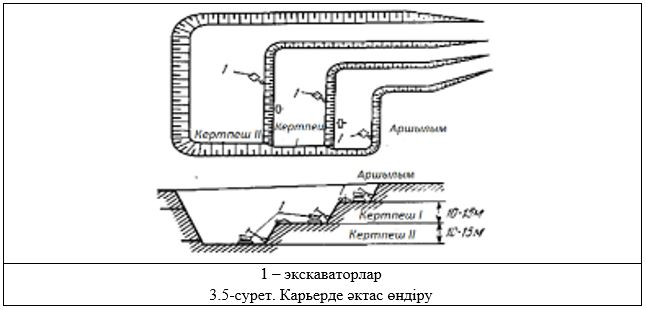 1
1
Кертпеш II
Кертпеш
I
1
Аршылым
Аршылым
1
1
Кертпеш I
10-15м
Кертпеш II
10-15м
1 – экскаваторлар
3.5-сурет. Карьерде әктас өндіру